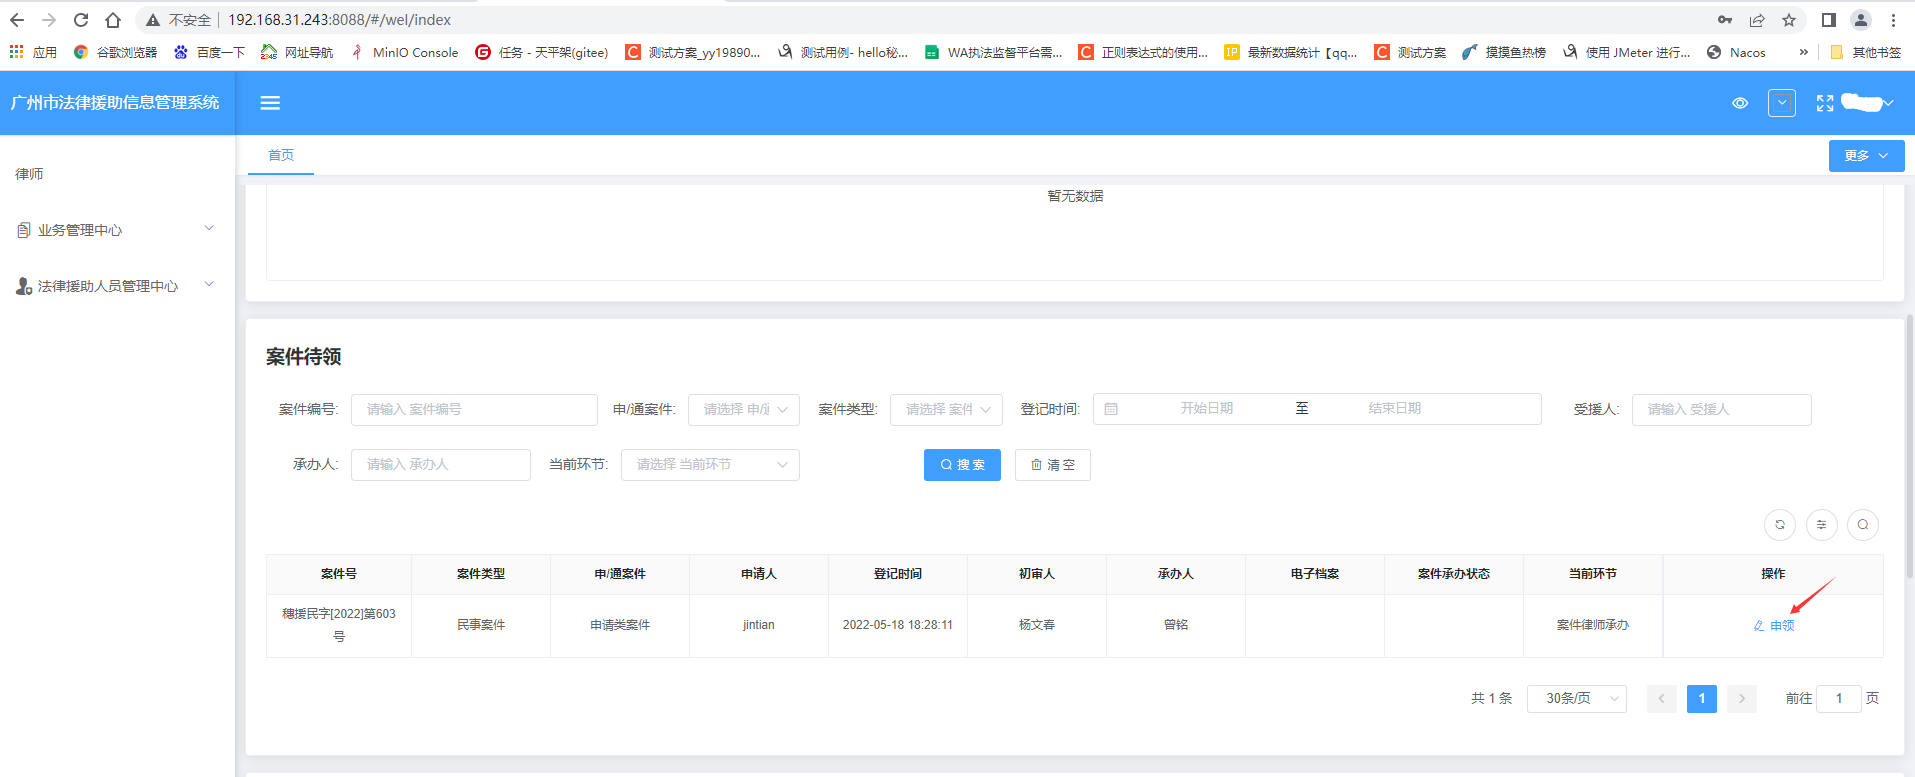 不安全 192.168.31.243:8088/#/wel/index
应用 谷歌浏览器 百度一下 网址导航 MinIO Console 任务 - 天平架(gitee) 测试方案_yy19890... 测试用例- hello秘... WA执法监督平台需... 正则表达式的使用... 最新数据统计【qq... 测试方案 摸摸鱼热榜 使用 JMeter 进行... Nacos » 其他书签
广州市法律援助信息管理系统
首页 更多
律师
业务管理中心
法律援助人员管理中心
暂无数据
案件待领
案件编号: 请输入 案件编号 申/通案件: 请选择 申/i 案件类型: 请选择 案件 登记时间: 开始日期 至 结束日期 受援人: 请输入 受援人
承办人: 请输入 承办人 当前环节: 请选择 当前环节 搜 索 清 空
案件号 案件类型 申/通案件 申请人 登记时间 初审人 承办人 电子档案 案件承办状态 当前环节 操作
穗援民字[2022]第603
号 民事案件 申请类案件 jintian 2022-05-18 18:28:11 杨文春 曾铭 案件律师承办 申领
共 1 条 30条/页 1 前往 1 页